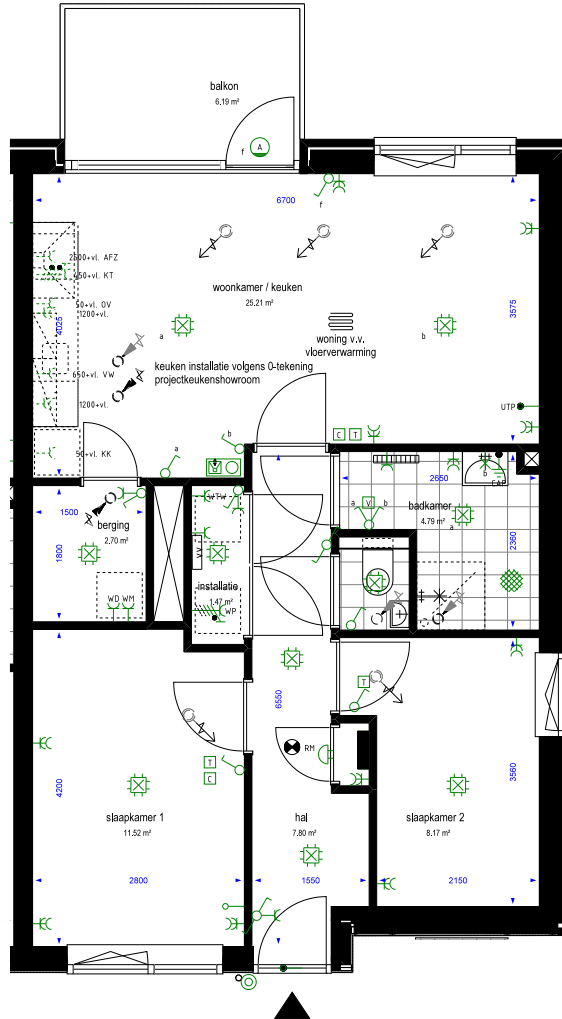 balkon
6.19 m²
A
f
6700
f
2600+vl. AFZ
450+vl. KT
50+vl. OV
1200+vl.
4025
woonkamer / keuken
25.21 m²
3575
a
b
woning v.v.
vloerverwarming
650+vl. VW
keuken installatie volgens 0-tekening
projectkeukenshowroom
1200+vl.
UTP
50+vl. KK
a
b
C T
2650
b
CAP
1500
berging
2.70 m²
1800
WTW
a V b
badkamer
4.79 m²
a
2360
VV
installatie
1.47 m²
WP
WD WM
6550
T
4200
3560
RM
T
C
slaapkamer 1
11.52 m²
hal
7.80 m²
slaapkamer 2
8.17 m²
2800
1550
2150